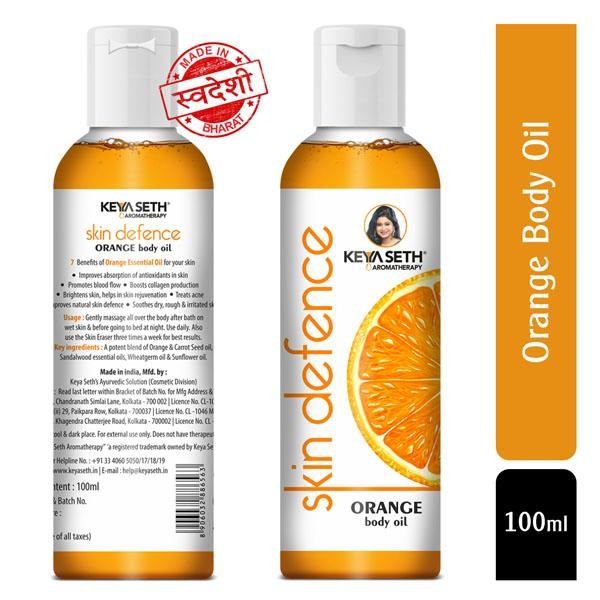 MADE IN
स्वदेशी
BHARAT
KEYA SETH®
AROMATHERAPY
skin defence
ORANGE body oil
7 Benefits of Orange Essential Oil for your skin
• Improves absorption of antioxidants in skin
• Promotes blood flow • Boosts collagen production
• Brightens skin, helps in skin rejuvenation • Treats acne
mproves natural skin defence • Soothes dry, rough & irritated sk
Usage : Gently massage all over the body after bath on
wet skin & before going to bed at night. Use daily. Also
use the Skin Eraser three times a week for best results.
Key ingredients : A potent blend of Orange & Carrot Seed oil,
Sandalwood essential oils, Wheatgerm oil & Sunflower oil.
Made in india, Mfd. by :
Keya Seth's Ayurvedic Solution (Cosmetic Division)
: Read last letter within Bracket of Batch No. for Mfg Address &
, Chandranath Simlai Lane, Kolkata - 700 002 | Licence No. CL -10
(ii) 29, Paikpara Row, Kolkata - 700037 | Licence No. CL -1046 M
Khagendra Chatterjee Road, Kolkata - 700002 | Licence No. CL
cool & dark place. For external use only. Does not have therapeut
Seth Aromatherapy" 'a registered trademark owned by Keya Se
r Helpline No. : +91 33 4060 5050/17/18/19
www.keyaseth.in | E-mail : help@keyaseth.in
ntent : 100ml
& Batch No.
re :
e of all taxes)
8 906032 886563
KEYA SETH®
AROMATHERAPY
skin defence
ORANGE
body oil
Orange Body Oil
100ml